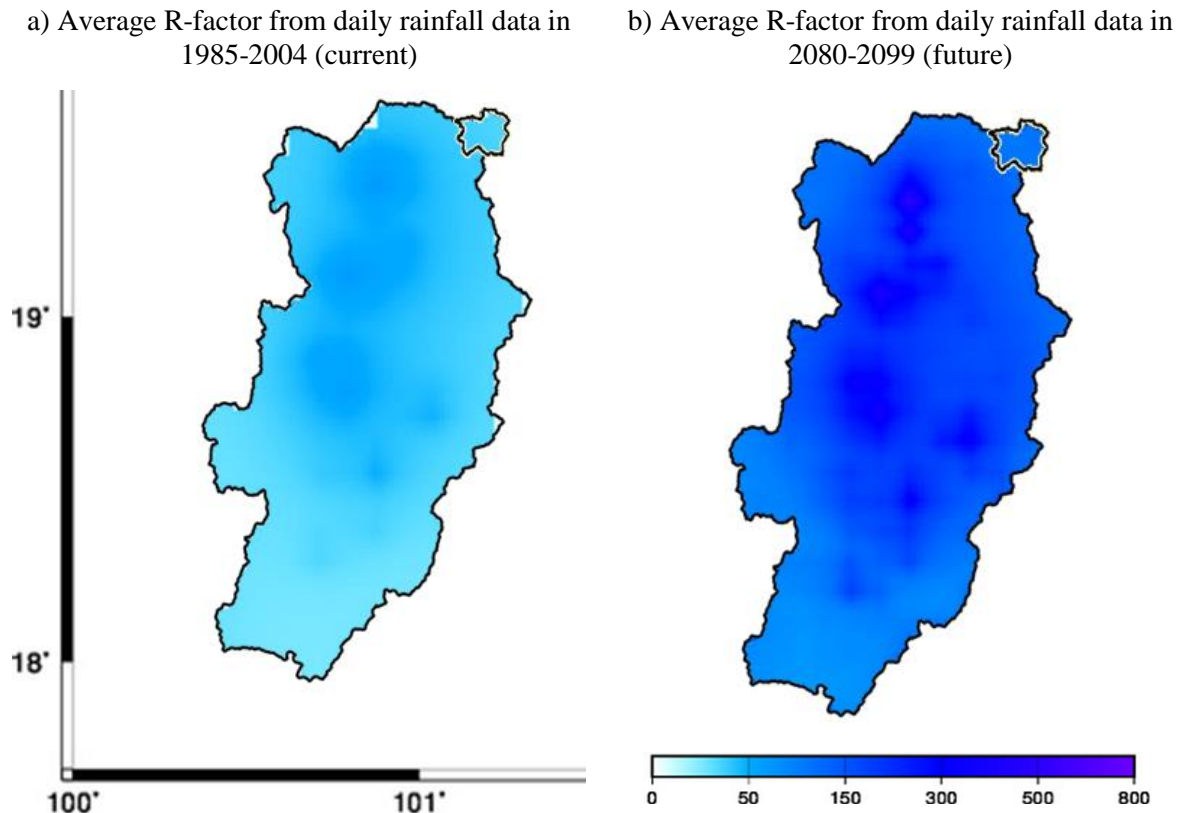 a) Average R-factor from daily rainfall data in
1985-2004 (current)
b) Average R-factor from daily rainfall data in
2080-2099 (future)
19°
18°
100°
101°
0 50 150 300 500 800